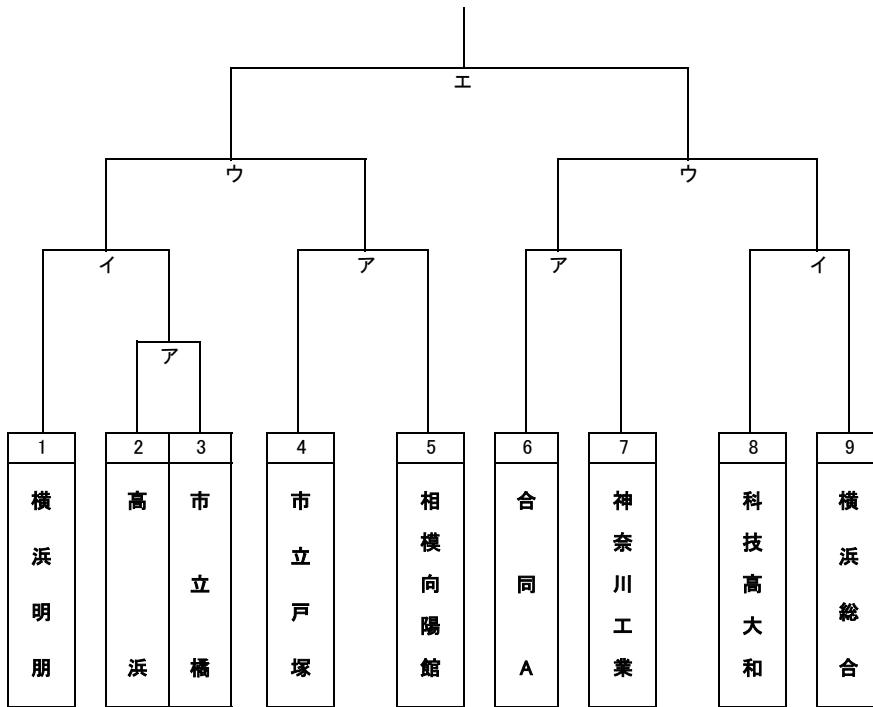 エ
ウ
ウ
イ
ア
ア
イ
ア
1
2
3
4
5
6
7
8
9
横浜明朋
高浜
市立橘
市立戸塚
相模向陽館
合同A
神奈川工業
科技高大和
横浜総合